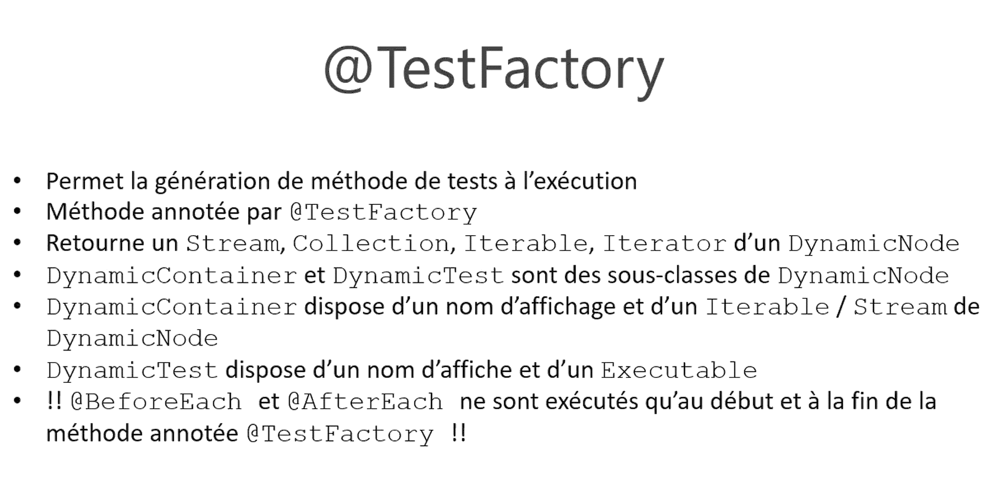 @TestFactory
• Permet la génération de méthode de tests à l’exécution
• Méthode annotée par @TestFactory
• Retourne un Stream, Collection, Iterable, Iterator d’un DynamicNode
• DynamicContainer et DynamicTest sont des sous-classes de DynamicNode
• DynamicContainer dispose d’un nom d’affichage et d’un Iterable / Stream de
DynamicNode
• DynamicTest dispose d’un nom d’affiche et d’un Executable
• !! @BeforeEach et @AfterEach ne sont exécutés qu’au début et à la fin de la
méthode annotée @TestFactory !!